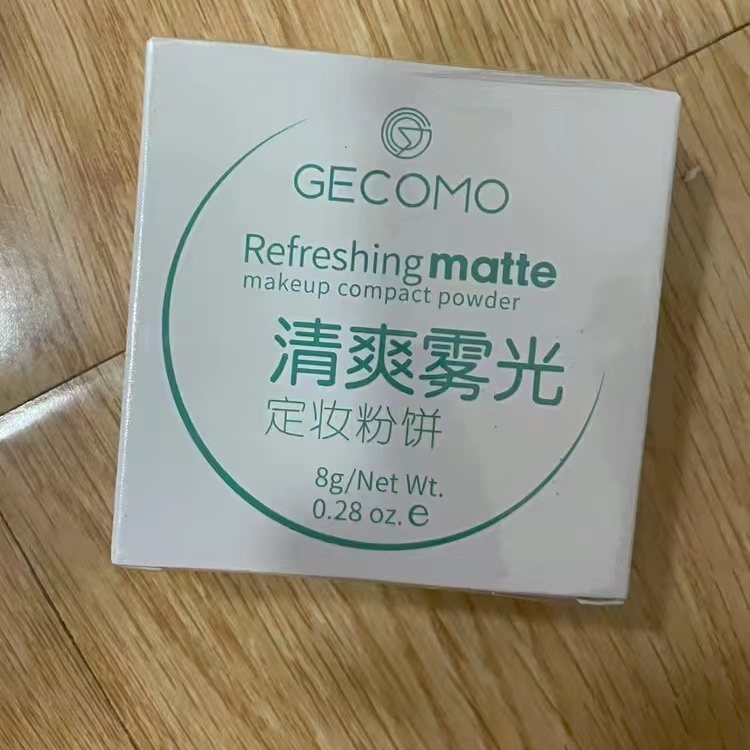 GECOMO
Refreshing matte
makeup compact powder
清爽雾光
定妆粉饼
8g/Net Wt.
0.28 oz. e